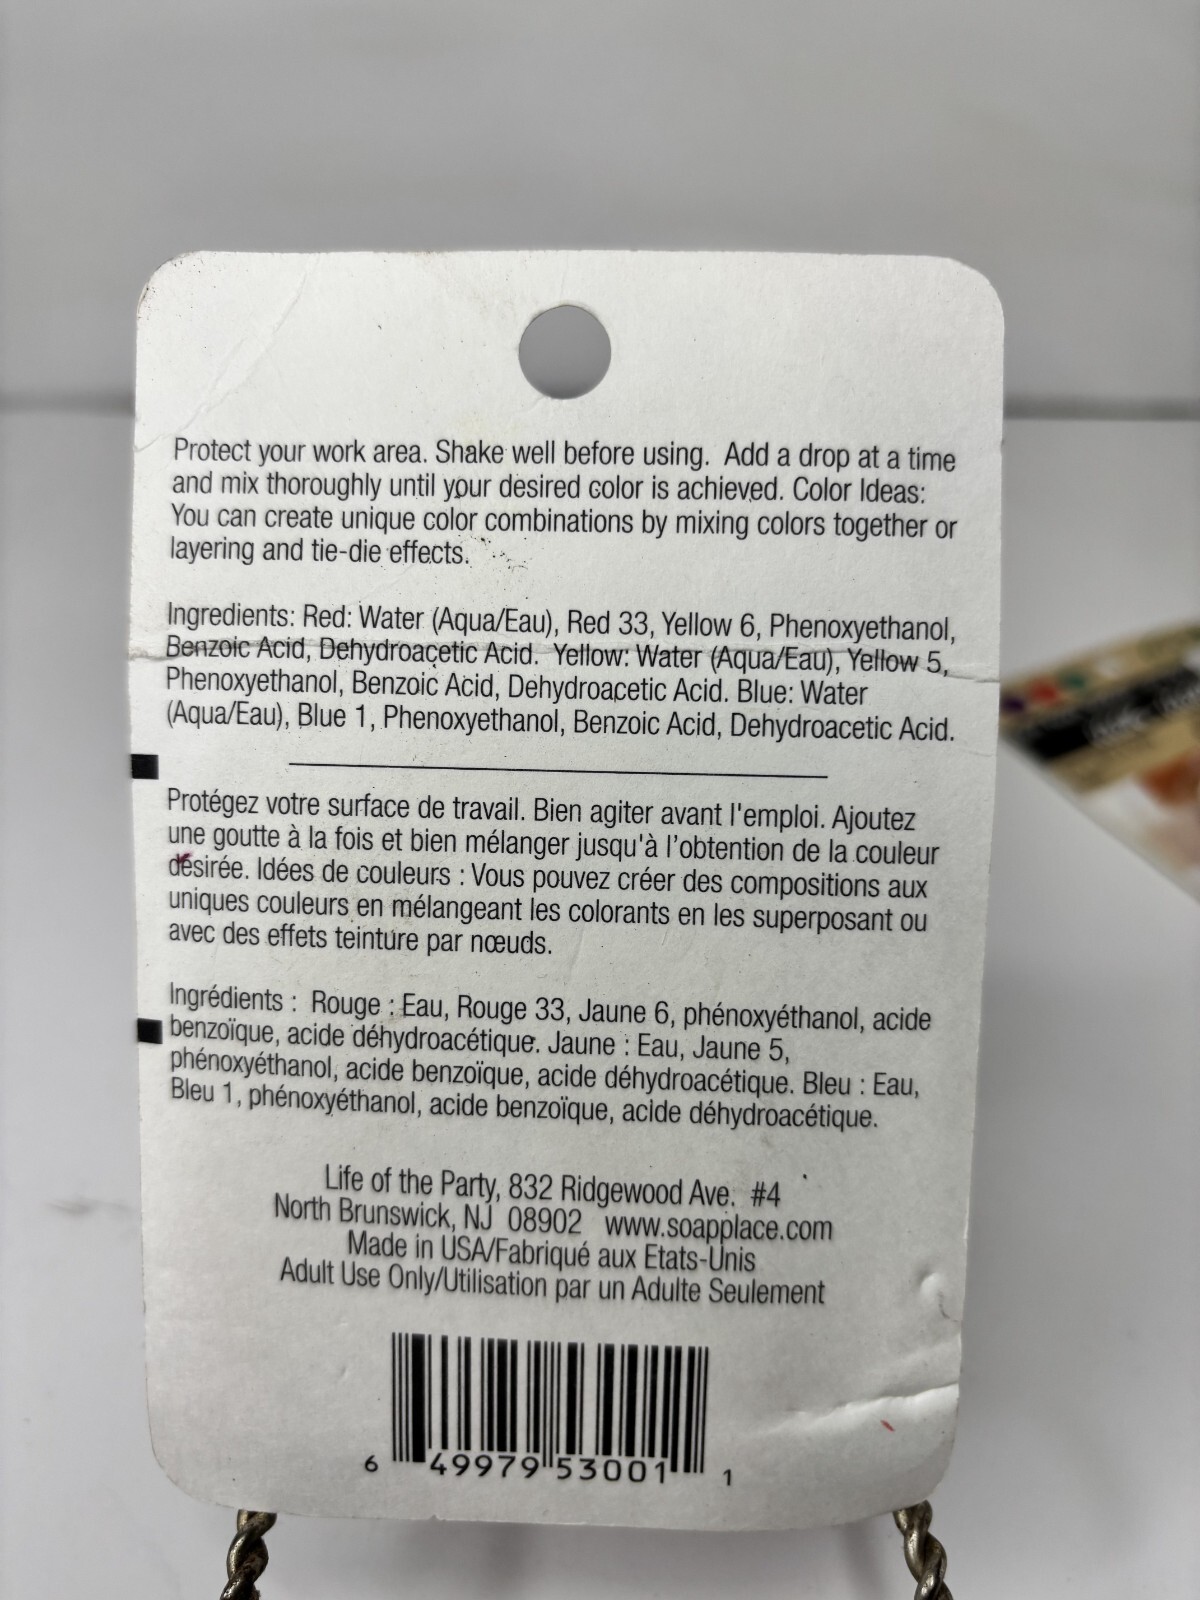 Protect your work area. Shake well before using. Add a drop at a time
and mix thoroughly until your desired color is achieved. Color Ideas:
You can create unique color combinations by mixing colors together or
layering and tie-die effects.
Ingredients: Red: Water (Aqua/Eau), Red 33, Yellow 6, Phenoxyethanol,
Benzoic Acid, Dehydroacetic Acid. Yellow: Water (Aqua/Eau), Yellow 5,
Phenoxyethanol, Benzoic Acid, Dehydroacetic Acid. Blue: Water
(Aqua/Eau), Blue 1, Phenoxyethanol, Benzoic Acid, Dehydroacetic Acid.
Protégez votre surface de travail. Bien agiter avant l'emploi. Ajoutez
une goutte à la fois et bien mélanger jusqu'à l'obtention de la couleur
désirée. Idées de couleurs : Vous pouvez créer des compositions aux
uniques couleurs en mélangeant les colorants en les superposant ou
avec des effets teinture par nœuds.
Ingrédients : Rouge : Eau, Rouge 33, Jaune 6, phénoxyéthanol, acide
benzoïque, acide déhydroacétique. Jaune : Eau, Jaune 5,
phénoxyéthanol, acide benzoïque, acide déhydroacétique. Bleu : Eau,
Bleu 1, phénoxyéthanol, acide benzoïque, acide déhydroacétique.
Life of the Party, 832 Ridgewood Ave. #4
North Brunswick, NJ 08902 www.soapplace.com
Made in USA/Fabriqué aux Etats-Unis
Adult Use Only/Utilisation par un Adulte Seulement
6 49979 53001 1